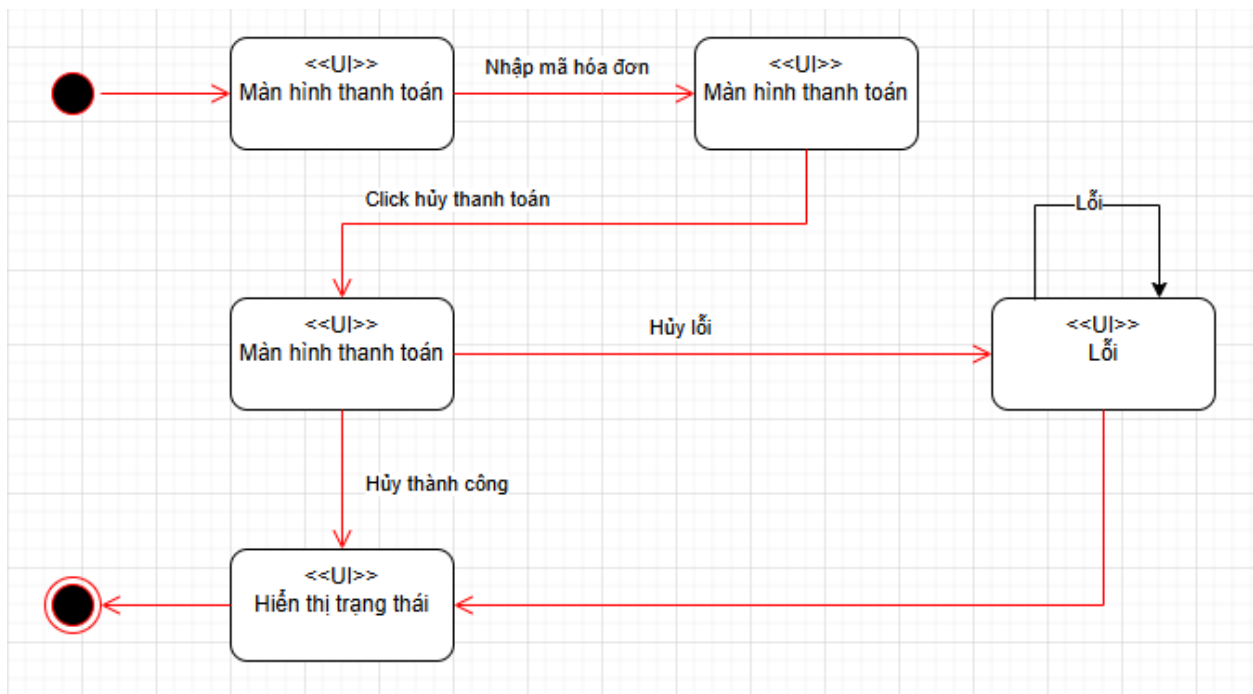 <<UI>>
Màn hình thanh toán
Nhập mã hóa đơn
<<UI>>
Màn hình thanh toán
Click hủy thanh toán
Lỗi
<<UI>>
Màn hình thanh toán
Hủy lỗi
<<UI>>
Lỗi
Hủy thành công
<<UI>>
Hiển thị trạng thái